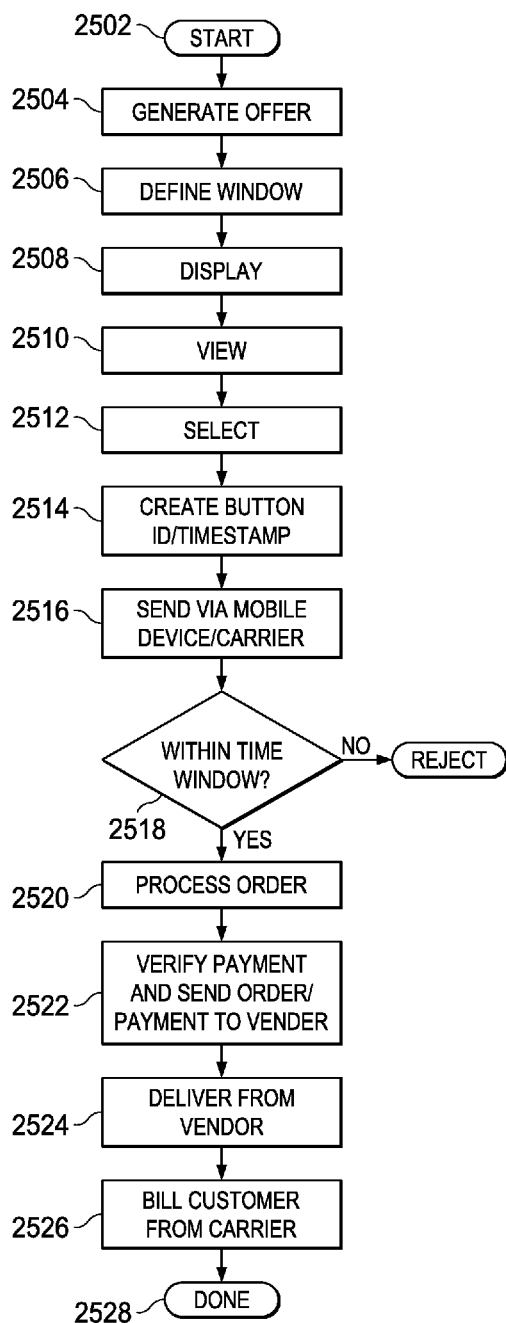 2502
START
2504
GENERATE OFFER
2506
DEFINE WINDOW
2508
DISPLAY
2510
VIEW
2512
SELECT
2514
CREATE BUTTON
ID/TIMESTAMP
2516
SEND VIA MOBILE
DEVICE/CARRIER
WITHIN TIME
WINDOW?
NO
REJECT
2518
YES
2520
PROCESS ORDER
2522
VERIFY PAYMENT
AND SEND ORDER/
PAYMENT TO VENDER
2524
DELIVER FROM
VENDOR
2526
BILL CUSTOMER
FROM CARRIER
2528
DONE